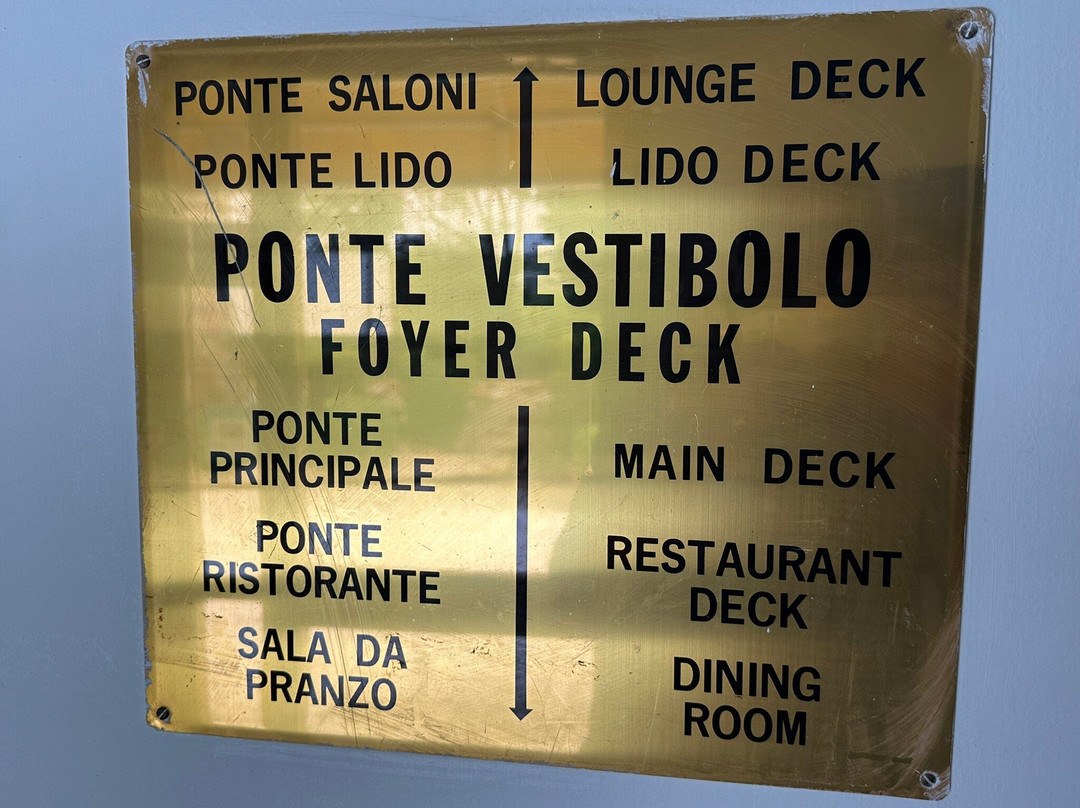 PONTE SALONI LOUNGE DECK
PONTE LIDO LIDO DECK
PONTE VESTIBOLO
FOYER DECK
PONTE
PRINCIPALE
MAIN DECK
PONTE
RISTORANTE
RESTAURANT
DECK
SALA DA
PRANZO
DINING
ROOM